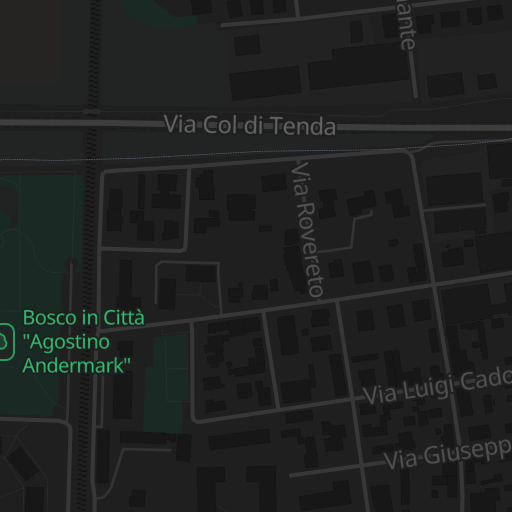 ante
Via Col di Tenda
Via Rovereto
Bosco in Città
"Agostino
Andermark"
Via Luigi Cado
Via Giusepp